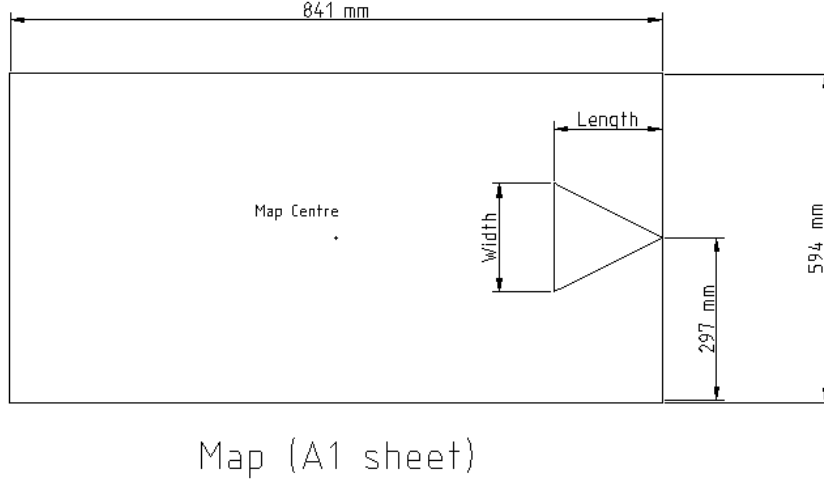 841 mm
Length
Map Centre
Width
594 mm
297 mm
Map (A1 sheet)